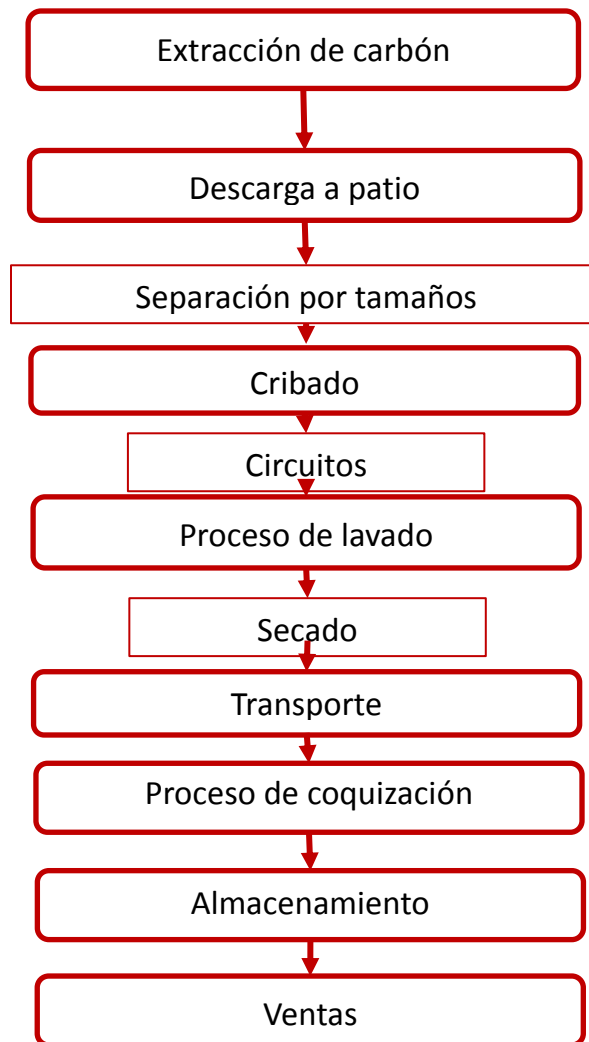 Extracción de carbón
Descarga a patio
Separación por tamaños
Cribado
Circuitos
Proceso de lavado
Secado
Transporte
Proceso de coquización
Almacenamiento
Ventas